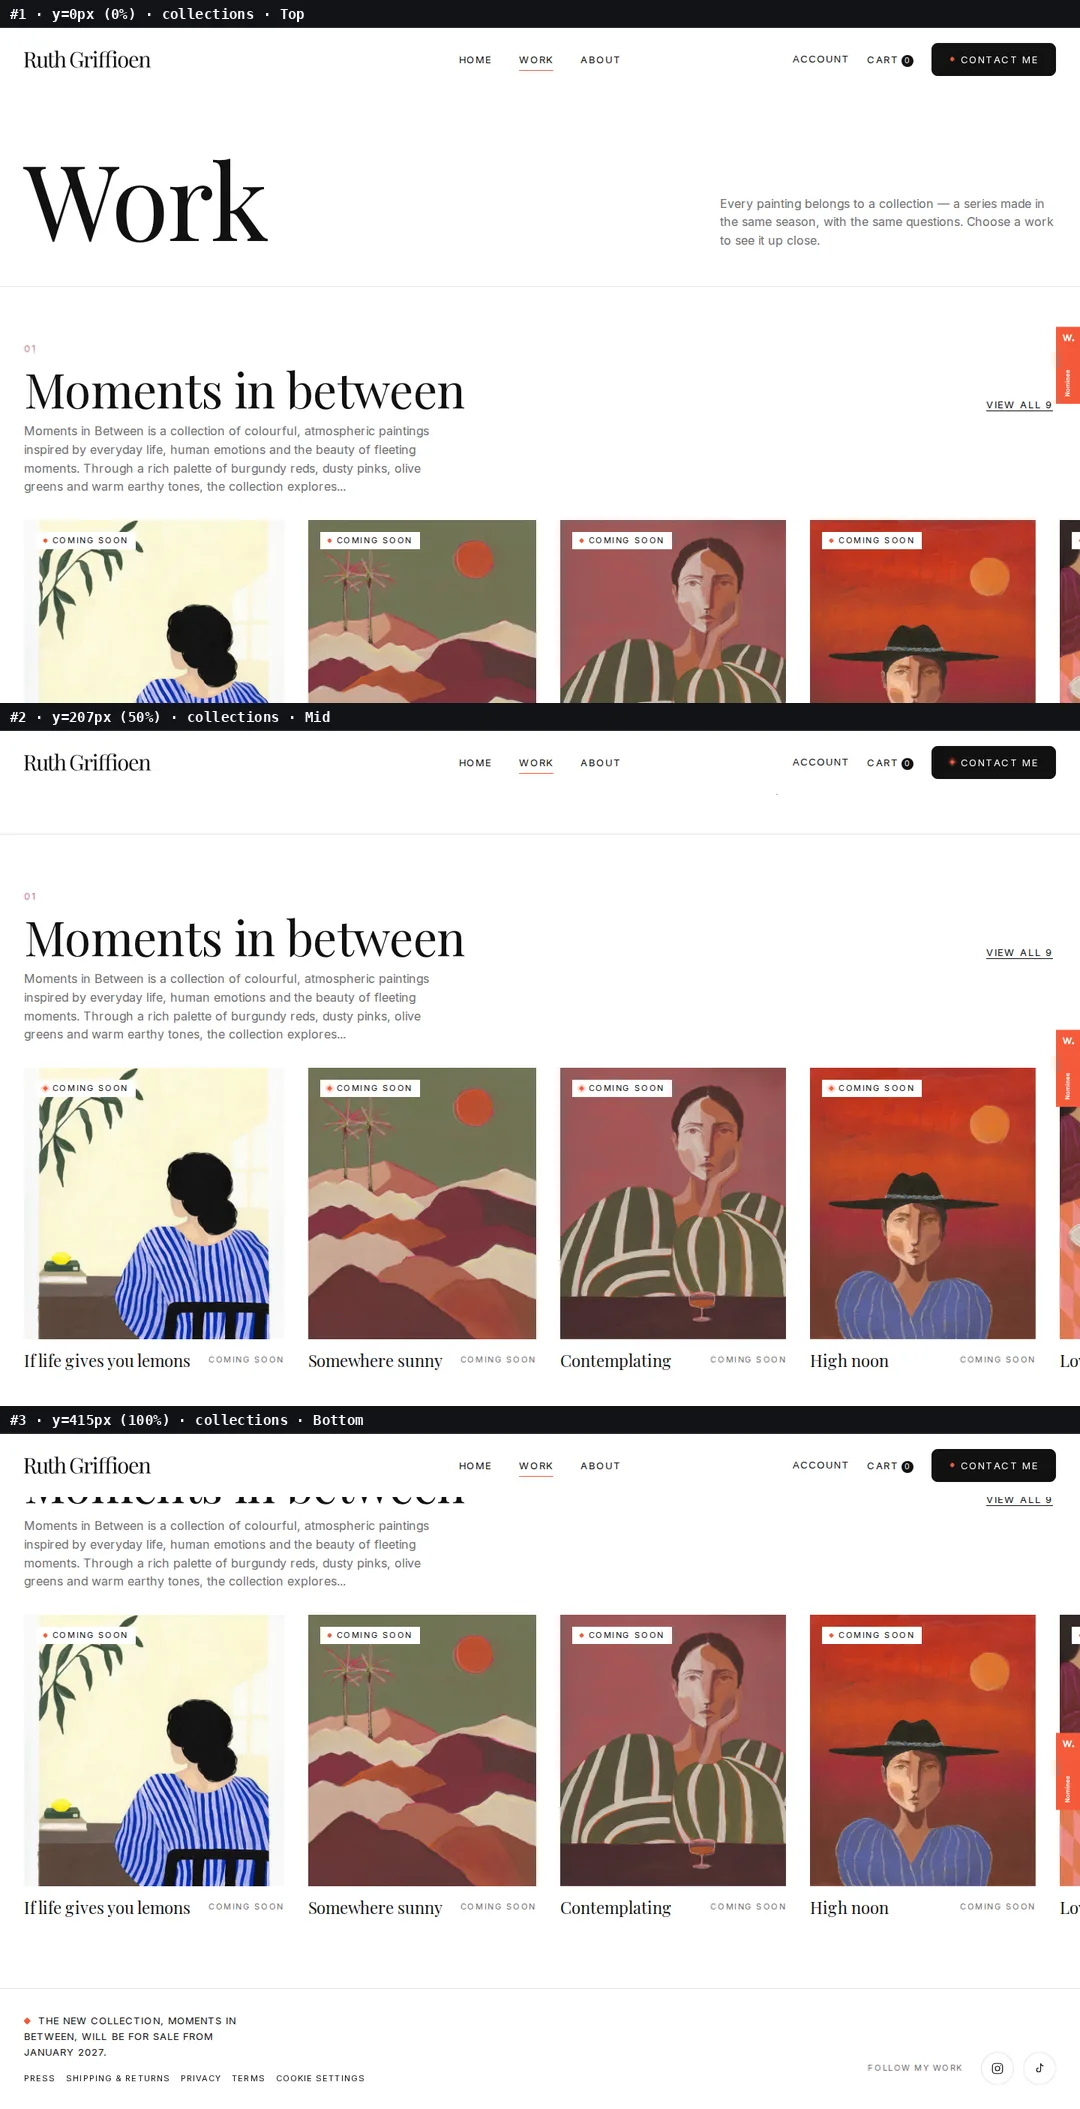 #1 · y=0px (0%) · collections · Top
Ruth Griffioen
HOME WORK ABOUT
ACCOUNT CART 0 CONTACT ME
Work
Every painting belongs to a collection — a series made in
the same season, with the same questions. Choose a work
to see it up close.
W.
Nominee
01
Moments in between
VIEW ALL 9
Moments in Between is a collection of colourful, atmospheric paintings
inspired by everyday life, human emotions and the beauty of fleeting
moments. Through a rich palette of burgundy reds, dusty pinks, olive
greens and warm earthy tones, the collection explores...
COMING SOON COMING SOON COMING SOON COMING SOON
#2 · y=207px (50%) · collections · Mid
Ruth Griffioen
HOME WORK ABOUT
ACCOUNT CART 0 CONTACT ME
01
Moments in between
VIEW ALL 9
Moments in Between is a collection of colourful, atmospheric paintings
inspired by everyday life, human emotions and the beauty of fleeting
moments. Through a rich palette of burgundy reds, dusty pinks, olive
greens and warm earthy tones, the collection explores...
W.
Nominee
COMING SOON COMING SOON COMING SOON COMING SOON
If life gives you lemons COMING SOON Somewhere sunny COMING SOON Contemplating COMING SOON High noon COMING SOON
#3 · y=415px (100%) · collections · Bottom
Ruth Griffioen
HOME WORK ABOUT
ACCOUNT CART 0 CONTACT ME
Moments in between
VIEW ALL 9
Moments in Between is a collection of colourful, atmospheric paintings
inspired by everyday life, human emotions and the beauty of fleeting
moments. Through a rich palette of burgundy reds, dusty pinks, olive
greens and warm earthy tones, the collection explores...
COMING SOON COMING SOON COMING SOON COMING SOON
W.
Nominee
If life gives you lemons COMING SOON Somewhere sunny COMING SOON Contemplating COMING SOON High noon COMING SOON
THE NEW COLLECTION, MOMENTS IN
BETWEEN, WILL BE FOR SALE FROM
JANUARY 2027.
FOLLOW MY WORK
PRESS SHIPPING & RETURNS PRIVACY TERMS COOKIE SETTINGS